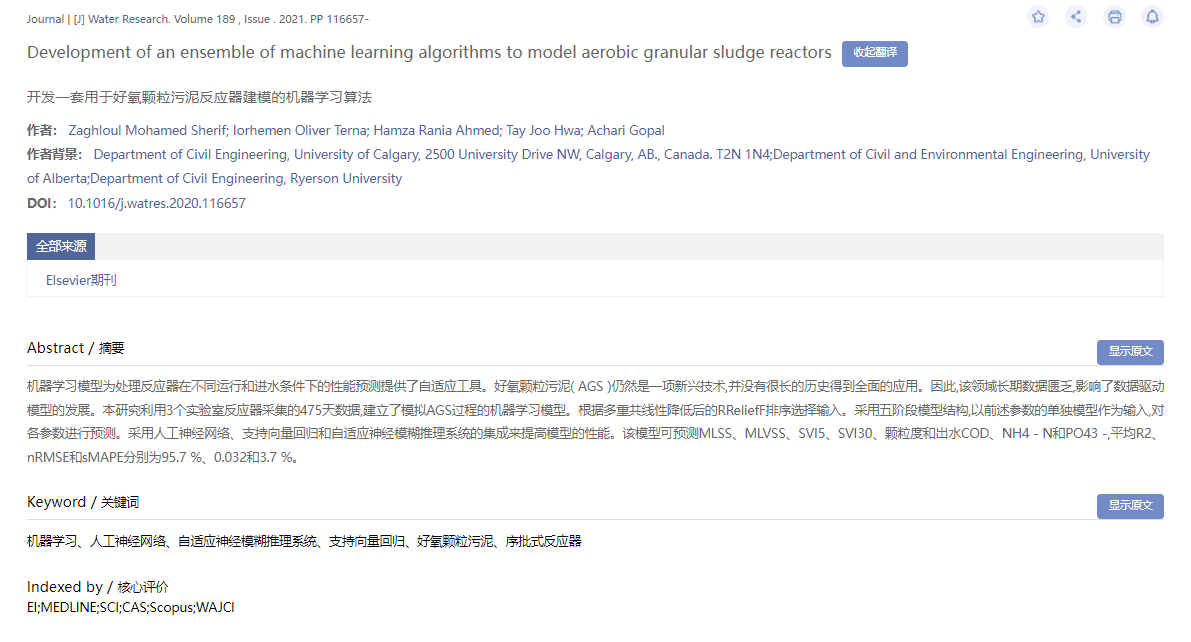 Journal | [J] Water Research. Volume 189 , Issue . 2021. PP 116657-
Development of an ensemble of machine learning algorithms to model aerobic granular sludge reactors 收起翻译
开发一套用于好氧颗粒污泥反应器建模的机器学习算法
作者: Zaghloul Mohamed Sherif; Iorhemen Oliver Terna; Hamza Rania Ahmed; Tay Joo Hwa; Achari Gopal
作者背景: Department of Civil Engineering, University of Calgary, 2500 University Drive NW, Calgary, AB., Canada. T2N 1N4;Department of Civil and Environmental Engineering, University
of Alberta;Department of Civil Engineering, Ryerson University
DOI: 10.1016/j.watres.2020.116657
全部来源
Elsevier期刊
Abstract / 摘要
显示原文
机器学习模型为处理反应器在不同运行和进水条件下的性能预测提供了自适应工具。好氧颗粒污泥( AGS )仍然是一项新兴技术,并没有很长的历史得到全面的应用。因此,该领域长期数据匮乏,影响了数据驱动
模型的发展。本研究利用3个实验室反应器采集的475天数据,建立了模拟AGS过程的机器学习模型。根据多重共线性降低后的RReliefF排序选择输入。采用五阶段模型结构,以前述参数的单独模型作为输入,对
各参数进行预测。采用人工神经网络、支持向量回归和自适应神经模糊推理系统的集成来提高模型的性能。该模型可预测MLSS、MLVSS、SVI5、SVI30、颗粒度和出水COD、NH4 - N和PO43 -,平均R2、
nRMSE和sMAPE分别为95.7 %、0.032和3.7 %。
Keyword / 关键词
显示原文
机器学习、人工神经网络、自适应神经模糊推理系统、支持向量回归、好氧颗粒污泥、序批式反应器
Indexed by / 核心评价
EI;MEDLINE;SCI;CAS;Scopus;WAJCI